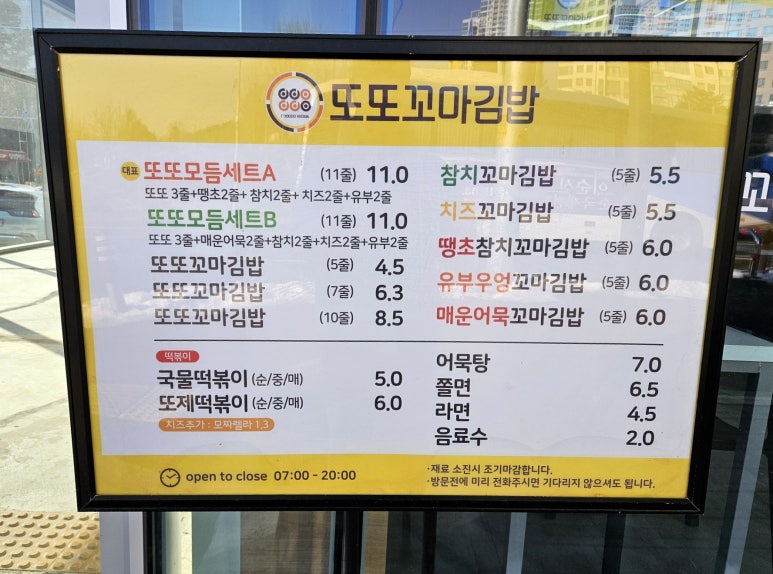 또또꼬마김밥
대표 또또모듬세트A (11줄) 11.0
또또 3줄+땡초2줄+ 참치2줄+ 치즈2줄+유부2줄
또또모듬세트B (11줄) 11.0
또또 3줄+매운어묵2줄+참치2줄+치즈2줄+유부2줄
또또꼬마김밥 (5줄) 4.5
또또꼬마김밥 (7줄) 6.3
또또꼬마김밥 (10줄) 8.5
참치꼬마김밥 (5줄) 5.5
치즈꼬마김밥 (5줄) 5.5
땡초참치꼬마김밥 (5줄) 6.0
유부우엉꼬마김밥 (5줄) 6.0
매운어묵꼬마김밥 (5줄) 6.0
떡볶이
국물떡볶이 (순/중/매) 5.0
또제떡볶이 (순/중/매) 6.0
치즈추가 : 모짜렐라 1.3
어묵탕 7.0
쫄면 6.5
라면 4.5
음료수 2.0
open to close 07:00 - 20:00
·재료 소진시 조기마감합니다.
·방문전에 미리 전화주시면 기다리지 않으셔도 됩니다.